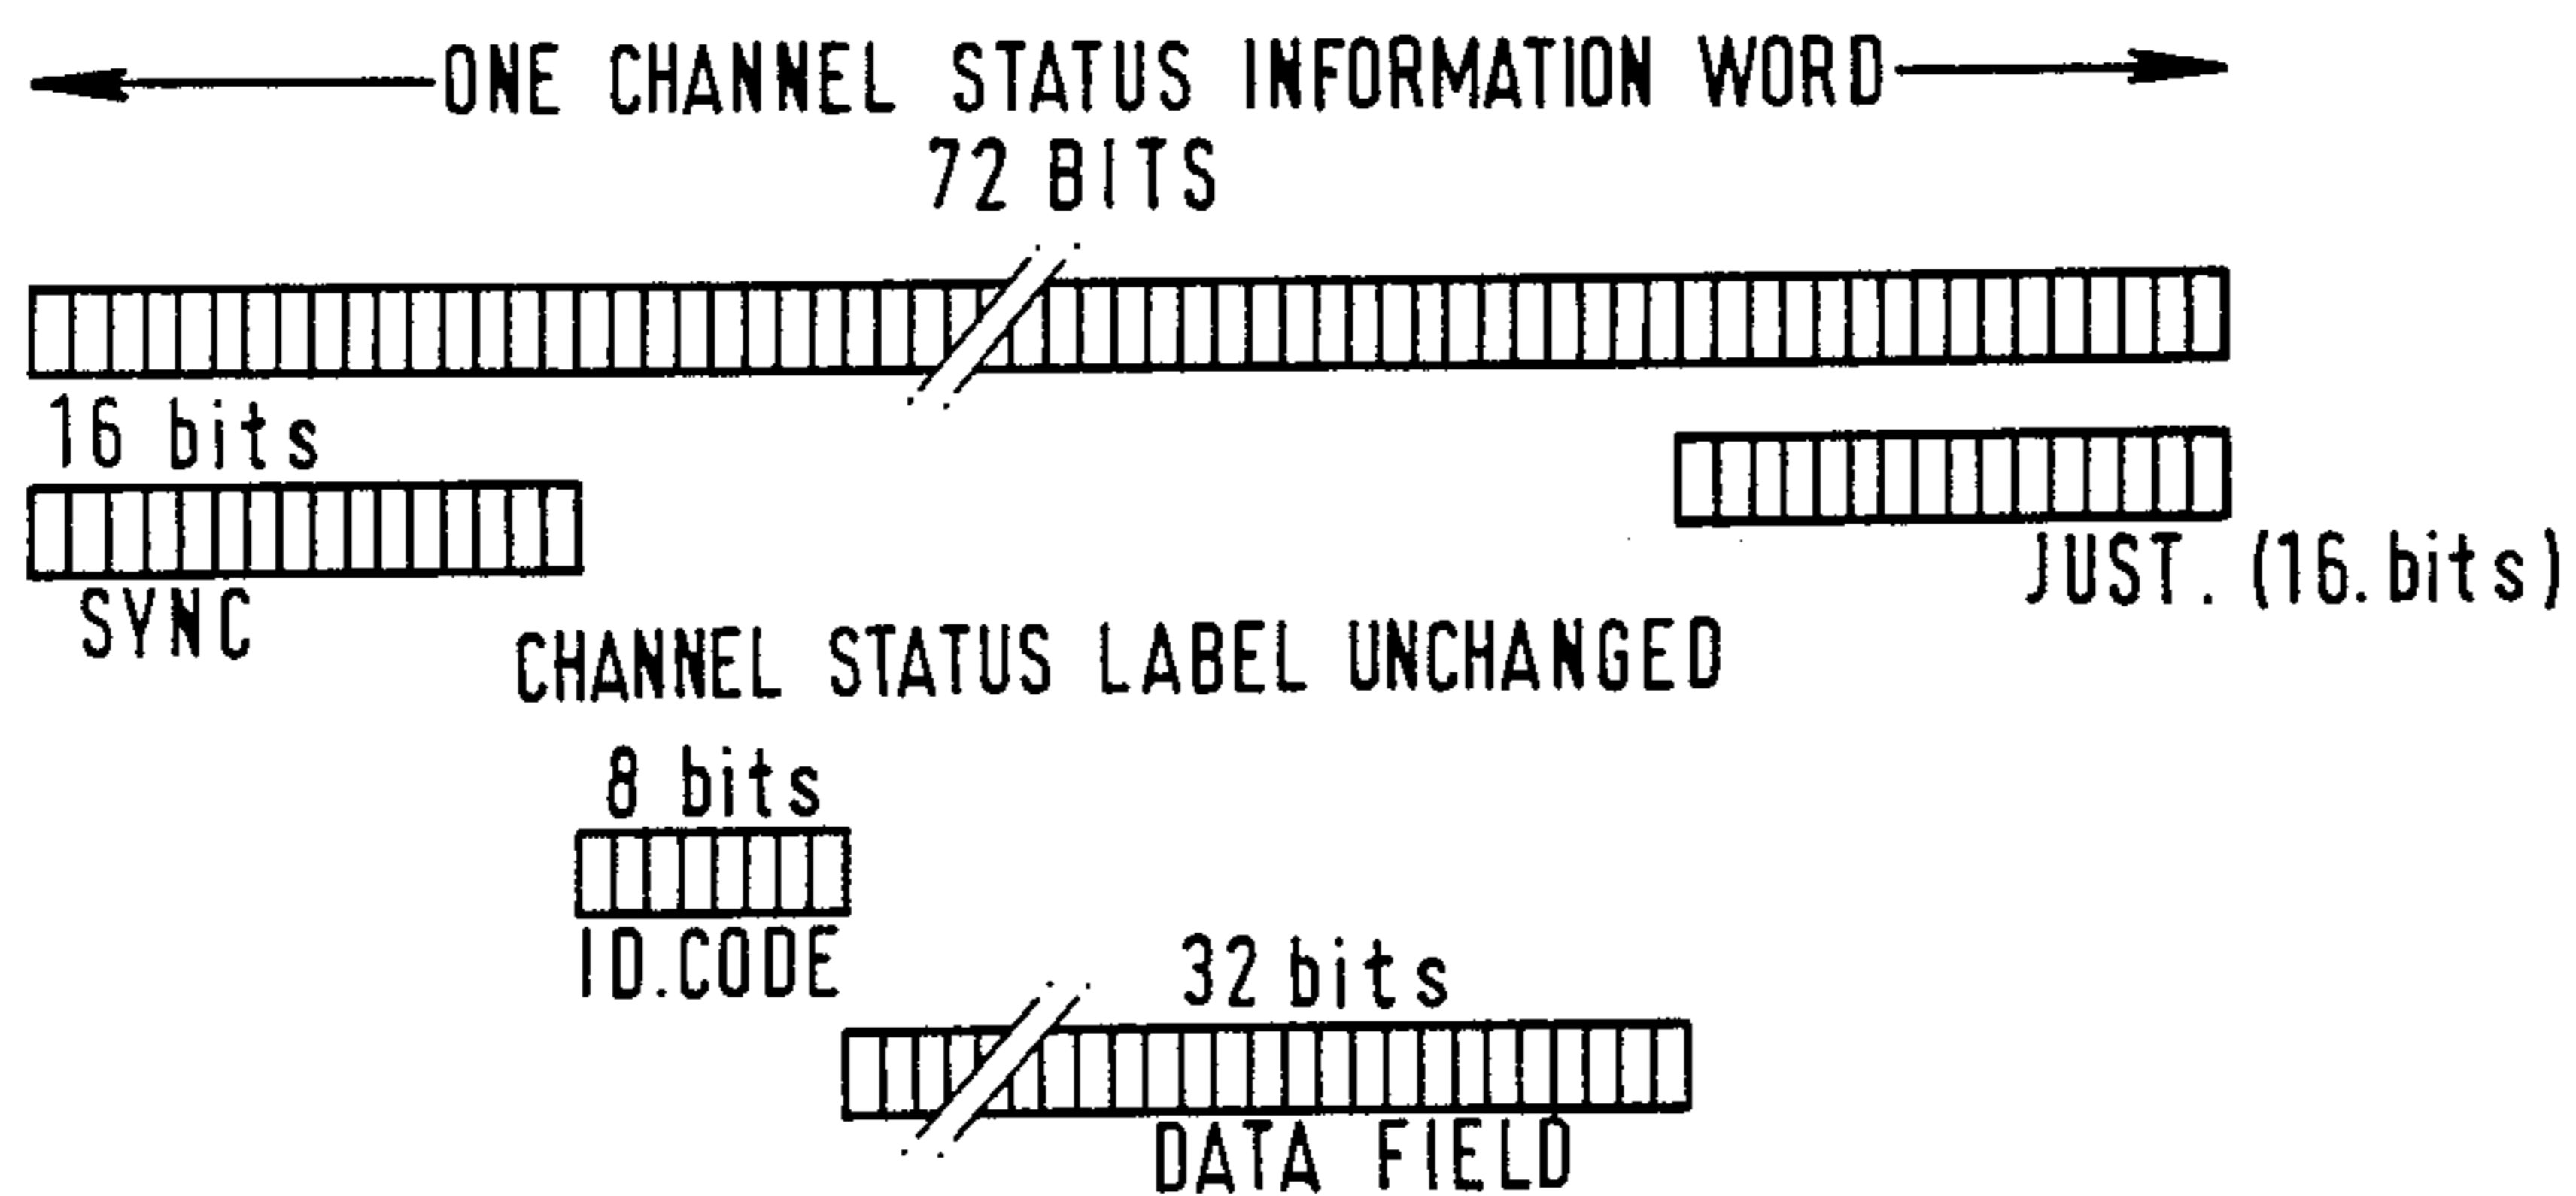 ONE CHANNEL STATUS INFORMATION WORD
72 BITS
16 bits
SYNC
JUST. (16.bits)
CHANNEL STATUS LABEL UNCHANGED
8 bits
ID.CODE
32 bits
DATA FIELD